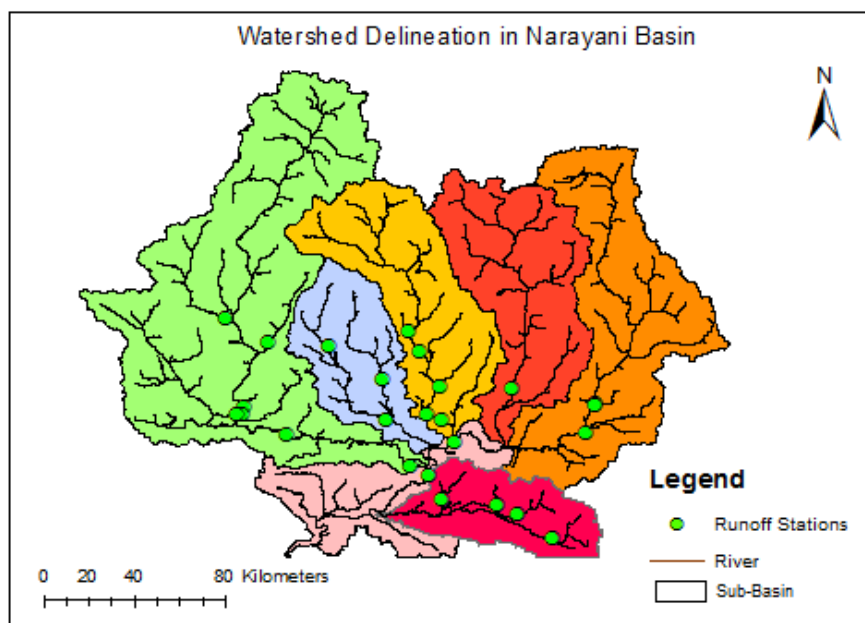 Watershed Delineation in Narayani Basin
N
Legend
Runoff Stations
River
Sub-Basin
0 20 40 80 Kilometers